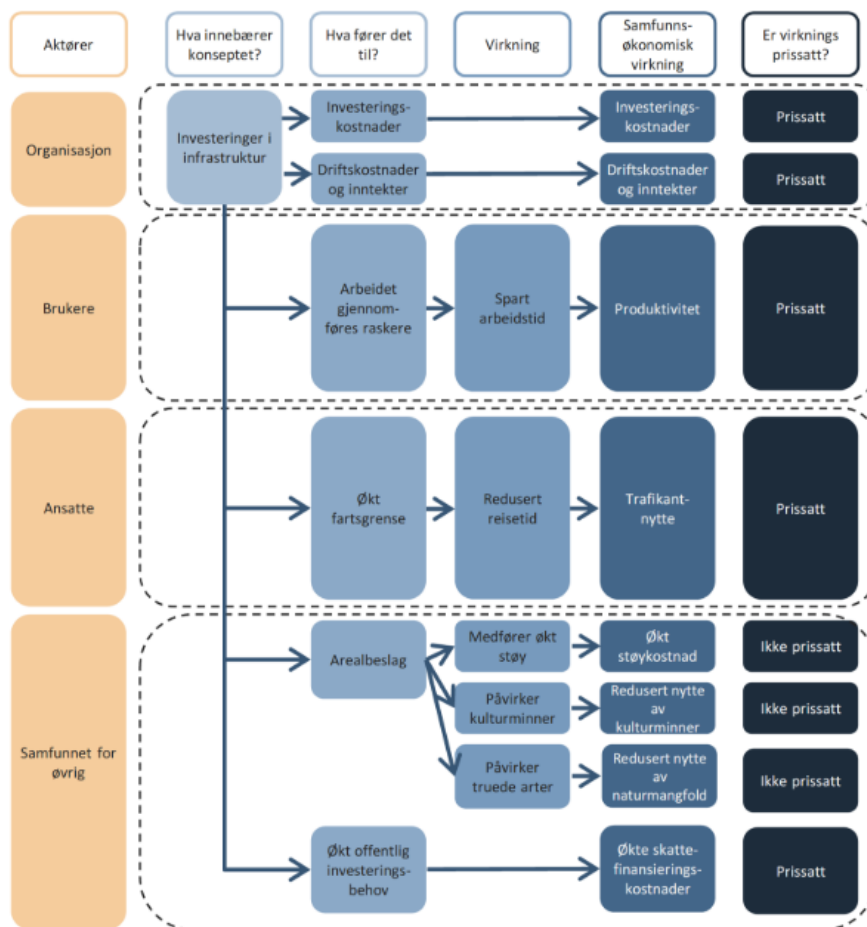 Aktører
Hva innebærer
konseptet?
Hva fører det
til?
Virkning
Samfunns-
økonomisk
virkning
Er virknings
prissatt?
Organisasjon
Investeringer i
infrastruktur
Investerings-
kostnader
Investerings-
kostnader
Prissatt
Driftskostnader
og inntekter
Driftskostnader
og inntekter
Prissatt
Brukere
Arbeidet
gjennom-
føres raskere
Spart
arbeidstid
Produktivitet
Prissatt
Ansatte
Økt
fartsgrense
Redusert
reisetid
Trafikant-
nytte
Prissatt
Samfunnet for
øvrig
Arealbeslag
Medfører økt
støy
Økt
støykostnad
Ikke prissatt
Påvirker
kulturminner
Redusert nytte
av
kulturminner
Ikke prissatt
Påvirker
truede arter
Redusert nytte
av
naturmangfold
Ikke prissatt
Økt offentlig
investerings-
behov
Økte skatte-
finansierings-
kostnader
Prissatt